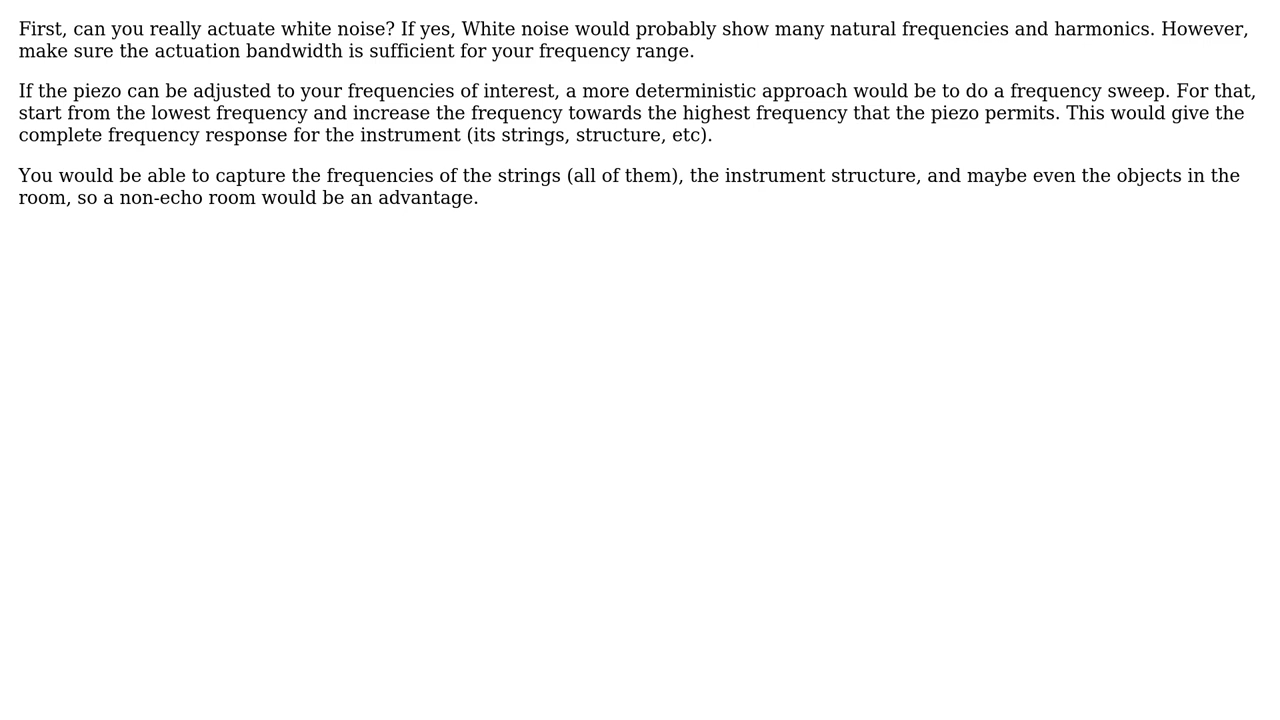 First, can you really actuate white noise? If yes, White noise would probably show many natural frequencies and harmonics. However,
make sure the actuation bandwidth is sufficient for your frequency range.
If the piezo can be adjusted to your frequencies of interest, a more deterministic approach would be to do a frequency sweep. For that,
start from the lowest frequency and increase the frequency towards the highest frequency that the piezo permits. This would give the
complete frequency response for the instrument (its strings, structure, etc).
You would be able to capture the frequencies of the strings (all of them), the instrument structure, and maybe even the objects in the
room, so a non-echo room would be an advantage.